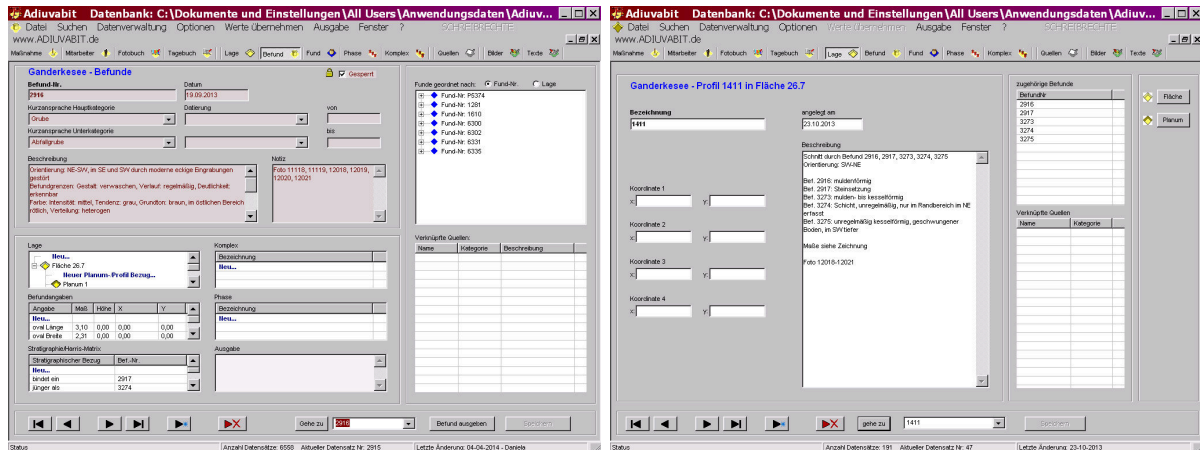 Adiuvabit Datenbank: C:\Dokumente und Einstellungen\All Users\Anwendungsdaten\Adiuv...
Datei Suchen Datenverwaltung Optionen Werte übernehmen Ausgabe Fenster ? SCHREIBRECHT
www.ADIUVABIT.de
Maßnahme Mitarbeiter Fotobuch Tagebuch Lage Befund Fund Phase Komplex Quellen Bilder Texte
Ganderkesee - Befunde
Gesperrt
Befund-Nr. Datum
2916 19.09.2013
Kurzansprache Hauptkategorie Datierung von
Grube
Kurzansprache Unterkategorie bis
Abfallgrube
Beschreibung Notiz
Orientierung: NE-SW, im SE und SW durch moderne eckige Eingrabungen
gestört
Befundgrenzen: Gestalt: verwaschen, Verlauf: regelmäßig, Deutlichkeit:
erkennbar
Farbe: Intensität: mittel, Tendenz: grau, Grundton: braun, im östlichen Bereich
rötlich, Verteilung: heterogen
Foto 11118, 11119, 12018, 12019,
12020, 12021
Funde geordnet nach: Fund-Nr. Lage
Fund-Nr: P5374
Fund-Nr: 1281
Fund-Nr: 1610
Fund-Nr: 6300
Fund-Nr: 6302
Fund-Nr: 6331
Fund-Nr: 6335
Lage
Neu...
Fläche 26.7
Neuer Planum-Profil Bezug...
Planum 1
Komplex
Bezeichnung
Neu...
Verknüpfte Quellen:
Name Kategorie Beschreibung
Befundangaben
Angabe Maß Höhe X Y
Neu...
oval Länge 3,10 0,00 0,00 0,00
oval Breite 2,31 0,00 0,00 0,00
Phase
Bezeichnung
Neu...
Stratigraphie/Harris-Matrix
Stratigraphischer Bezug Bef.-Nr.
Neu...
bindet ein 2917
jünger als 3274
Ausgabe
Gehe zu 2916 Befund ausgeben Speichern
Status Anzahl Datensätze: 6558 Aktueller Datensatz Nr: 2915 Letzte Änderung: 04-04-2014 - Daniela
Adiuvabit Datenbank: C:\Dokumente und Einstellungen\All Users\Anwendungsdaten\Adiuv...
Datei Suchen Datenverwaltung Optionen Werte übernehmen Ausgabe Fenster ? SCHREIBRECHT
www.ADIUVABIT.de
Maßnahme Mitarbeiter Fotobuch Tagebuch Lage Befund Fund Phase Komplex Quellen Bilder Texte
Ganderkesee - Profil 1411 in Fläche 26.7
Bezeichnung angelegt am
1411 23.10.2013
Beschreibung
Schnitt durch Befund 2916, 2917, 3273, 3274, 3275
Orientierung: SW-NE
Bef. 2916: muldenförmig
Bef. 2917: Steinsetzung
Bef. 3273: mulden- bis kesselförmig
Bef. 3274: Schicht, unregelmäßig, nur im Randbereich im NE
erfasst
Bef. 3275: unregelmäßig kesselförmig, geschwungener
Boden, im SW tiefer
Maße siehe Zeichnung
Foto 12018-12021
Koordinate 1
x: y:
Koordinate 2
x: y:
Koordinate 3
x: y:
Koordinate 4
x: y:
zugehörige Befunde
BefundNr
2916
2917
3273
3274
3275
Verknüpfte Quellen
Name Kategorie
Fläche
Planum
gehe zu 1411 Speichern
Status Anzahl Datensätze: 191 Aktueller Datensatz Nr: 47 Letzte Änderung: 23-10-2013